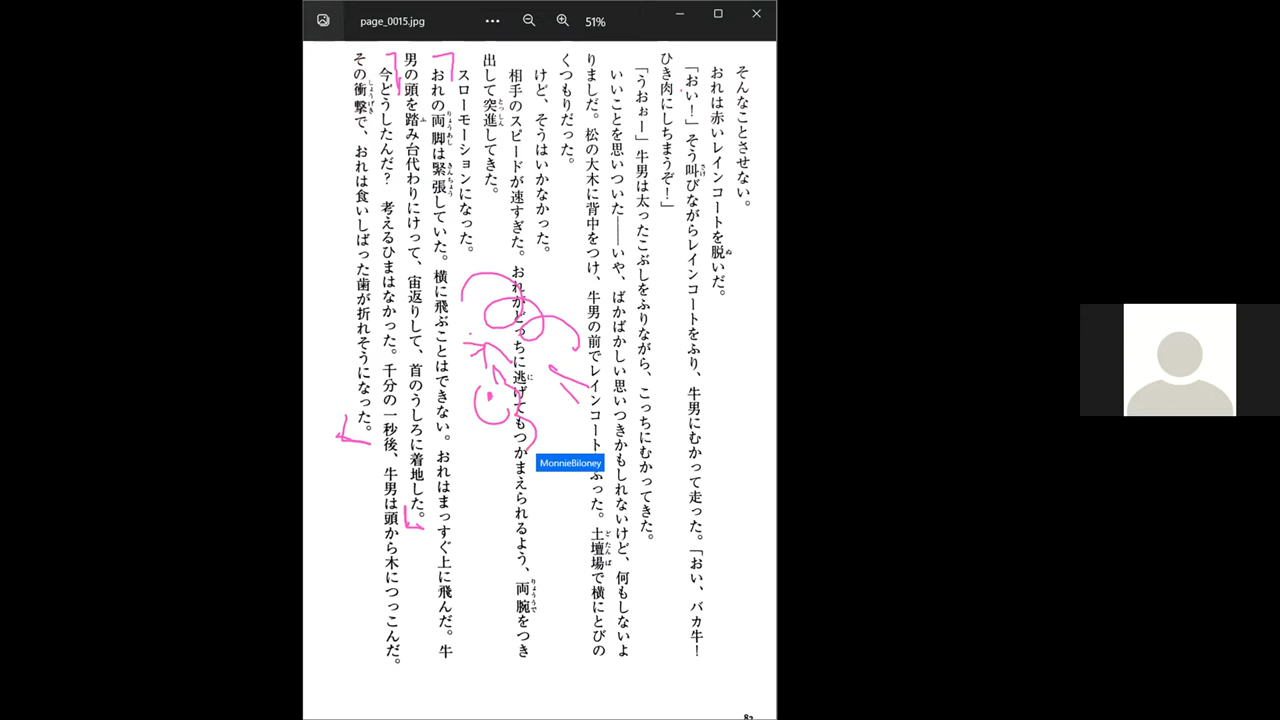 page_0015.jpg
51%
そんなことさせない。
おれは赤いレインコートを脱いだ。
「おい！」そう叫びながらレインコートをふり、牛男にむかって走った。「おい、バカ牛！
ひき肉にしちまうぞ！」
「うおぉー」牛男は太ったこぶしをふりながら、こっちにむかってきた。
いいことを思いついた――いや、ばかばかしい思いつきかもしれないけど、何もしないよ
りましだ。松の大木に背中をつけ、牛男の前でレインコート ふった。土壇場で横にとびの
くつもりだった。
けど、そうはいかなかった。
相手のスピードが速すぎた。おれがどっちに逃げてもつかまえられるよう、両腕をつき
出して突進してきた。
スローモーションになった。
おれの両脚は緊張していた。横に飛ぶことはできない。おれはまっすぐ上に飛んだ。牛
男の頭を踏み台代わりにけって、宙返りして、首のうしろに着地した。
今どうしたんだ？ 考えるひまはなかった。千分の一秒後、牛男は頭から木につっこんだ。
その衝撃で、おれは食いしばった歯が折れそうになった。
MonnieBiloney